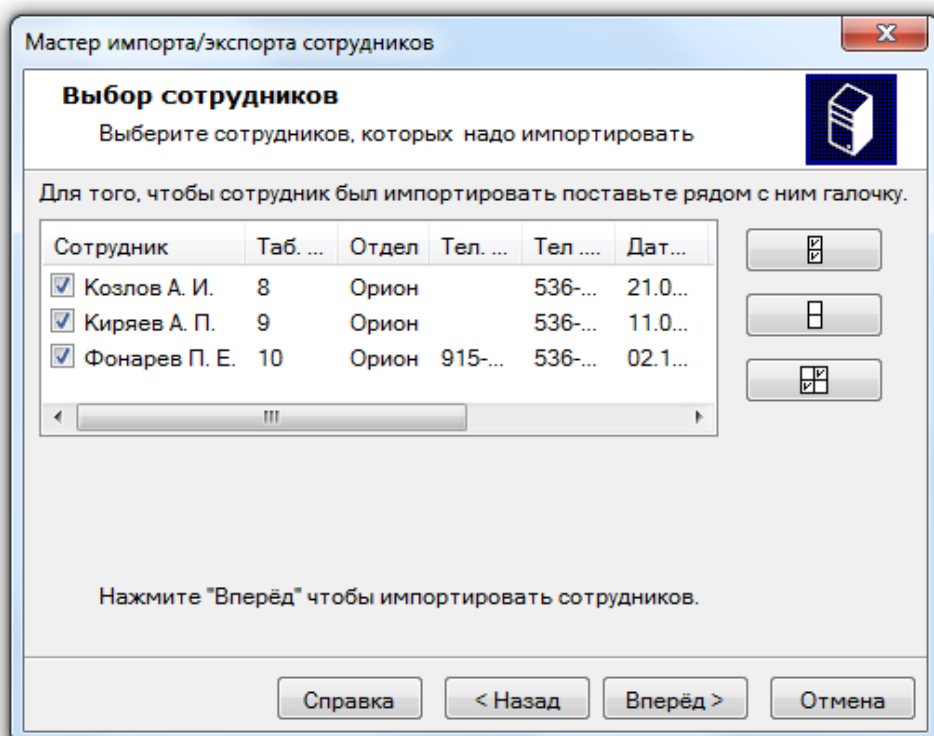 Мастер импорта/экспорта сотрудников
Выбор сотрудников
Выберите сотрудников, которых надо импортировать
Для того, чтобы сотрудник был импортировать поставьте рядом с ним галочку.
Сотрудник Таб. ... Отдел Тел. ... Тел .... Дат...
Козлов А. И. 8 Орион 536-... 21.0...
Киряев А. П. 9 Орион 536-... 11.0...
Фонарев П. Е. 10 Орион 915-... 536-... 02.1...
Нажмите "Вперёд" чтобы импортировать сотрудников.
Справка < Назад Вперёд > Отмена